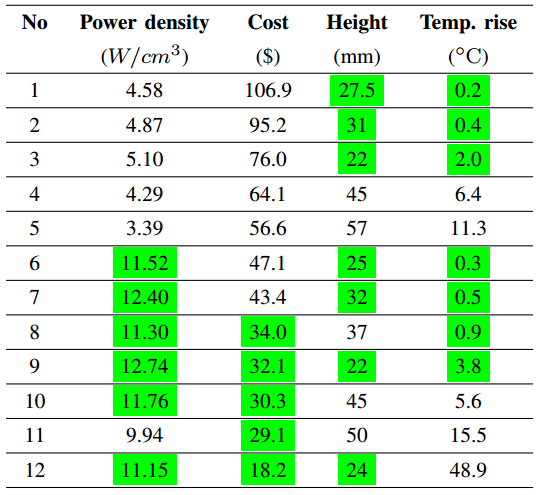 No Power density Cost Height Temp. rise
(W/cm³) ($) (mm) (°C)
1 4.58 106.9 27.5 0.2
2 4.87 95.2 31 0.4
3 5.10 76.0 22 2.0
4 4.29 64.1 45 6.4
5 3.39 56.6 57 11.3
6 11.52 47.1 25 0.3
7 12.40 43.4 32 0.5
8 11.30 34.0 37 0.9
9 12.74 32.1 22 3.8
10 11.76 30.3 45 5.6
11 9.94 29.1 50 15.5
12 11.15 18.2 24 48.9